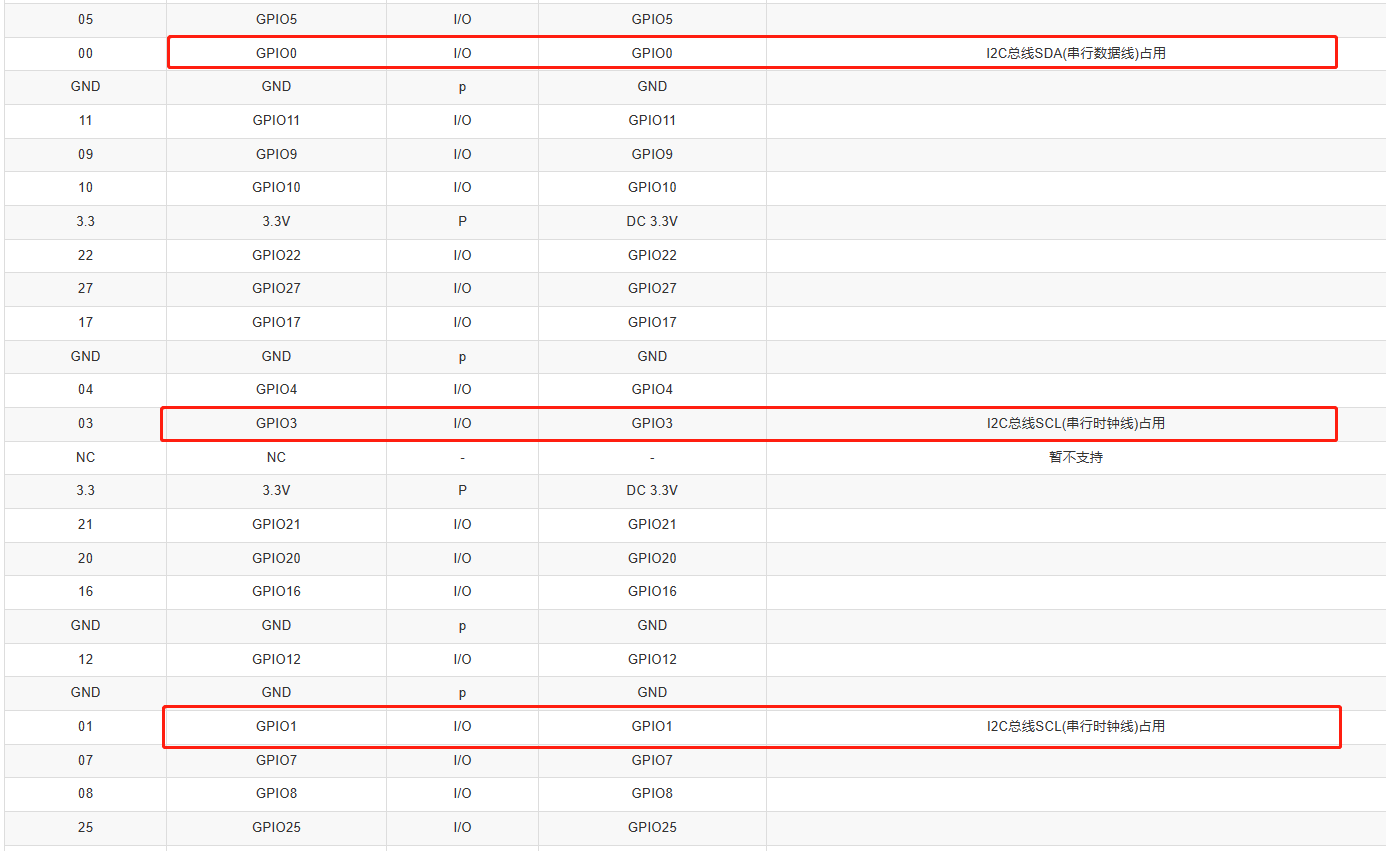 05 GPIO5 I/O GPIO5
00 GPIO0 I/O GPIO0 I2C总线SDA(串行数据线)占用
GND GND p GND
11 GPIO11 I/O GPIO11
09 GPIO9 I/O GPIO9
10 GPIO10 I/O GPIO10
3.3 3.3V P DC 3.3V
22 GPIO22 I/O GPIO22
27 GPIO27 I/O GPIO27
17 GPIO17 I/O GPIO17
GND GND p GND
04 GPIO4 I/O GPIO4
03 GPIO3 I/O GPIO3 I2C总线SCL(串行时钟线)占用
NC NC - - 暂不支持
3.3 3.3V P DC 3.3V
21 GPIO21 I/O GPIO21
20 GPIO20 I/O GPIO20
16 GPIO16 I/O GPIO16
GND GND p GND
12 GPIO12 I/O GPIO12
GND GND p GND
01 GPIO1 I/O GPIO1 I2C总线SCL(串行时钟线)占用
07 GPIO7 I/O GPIO7
08 GPIO8 I/O GPIO8
25 GPIO25 I/O GPIO25